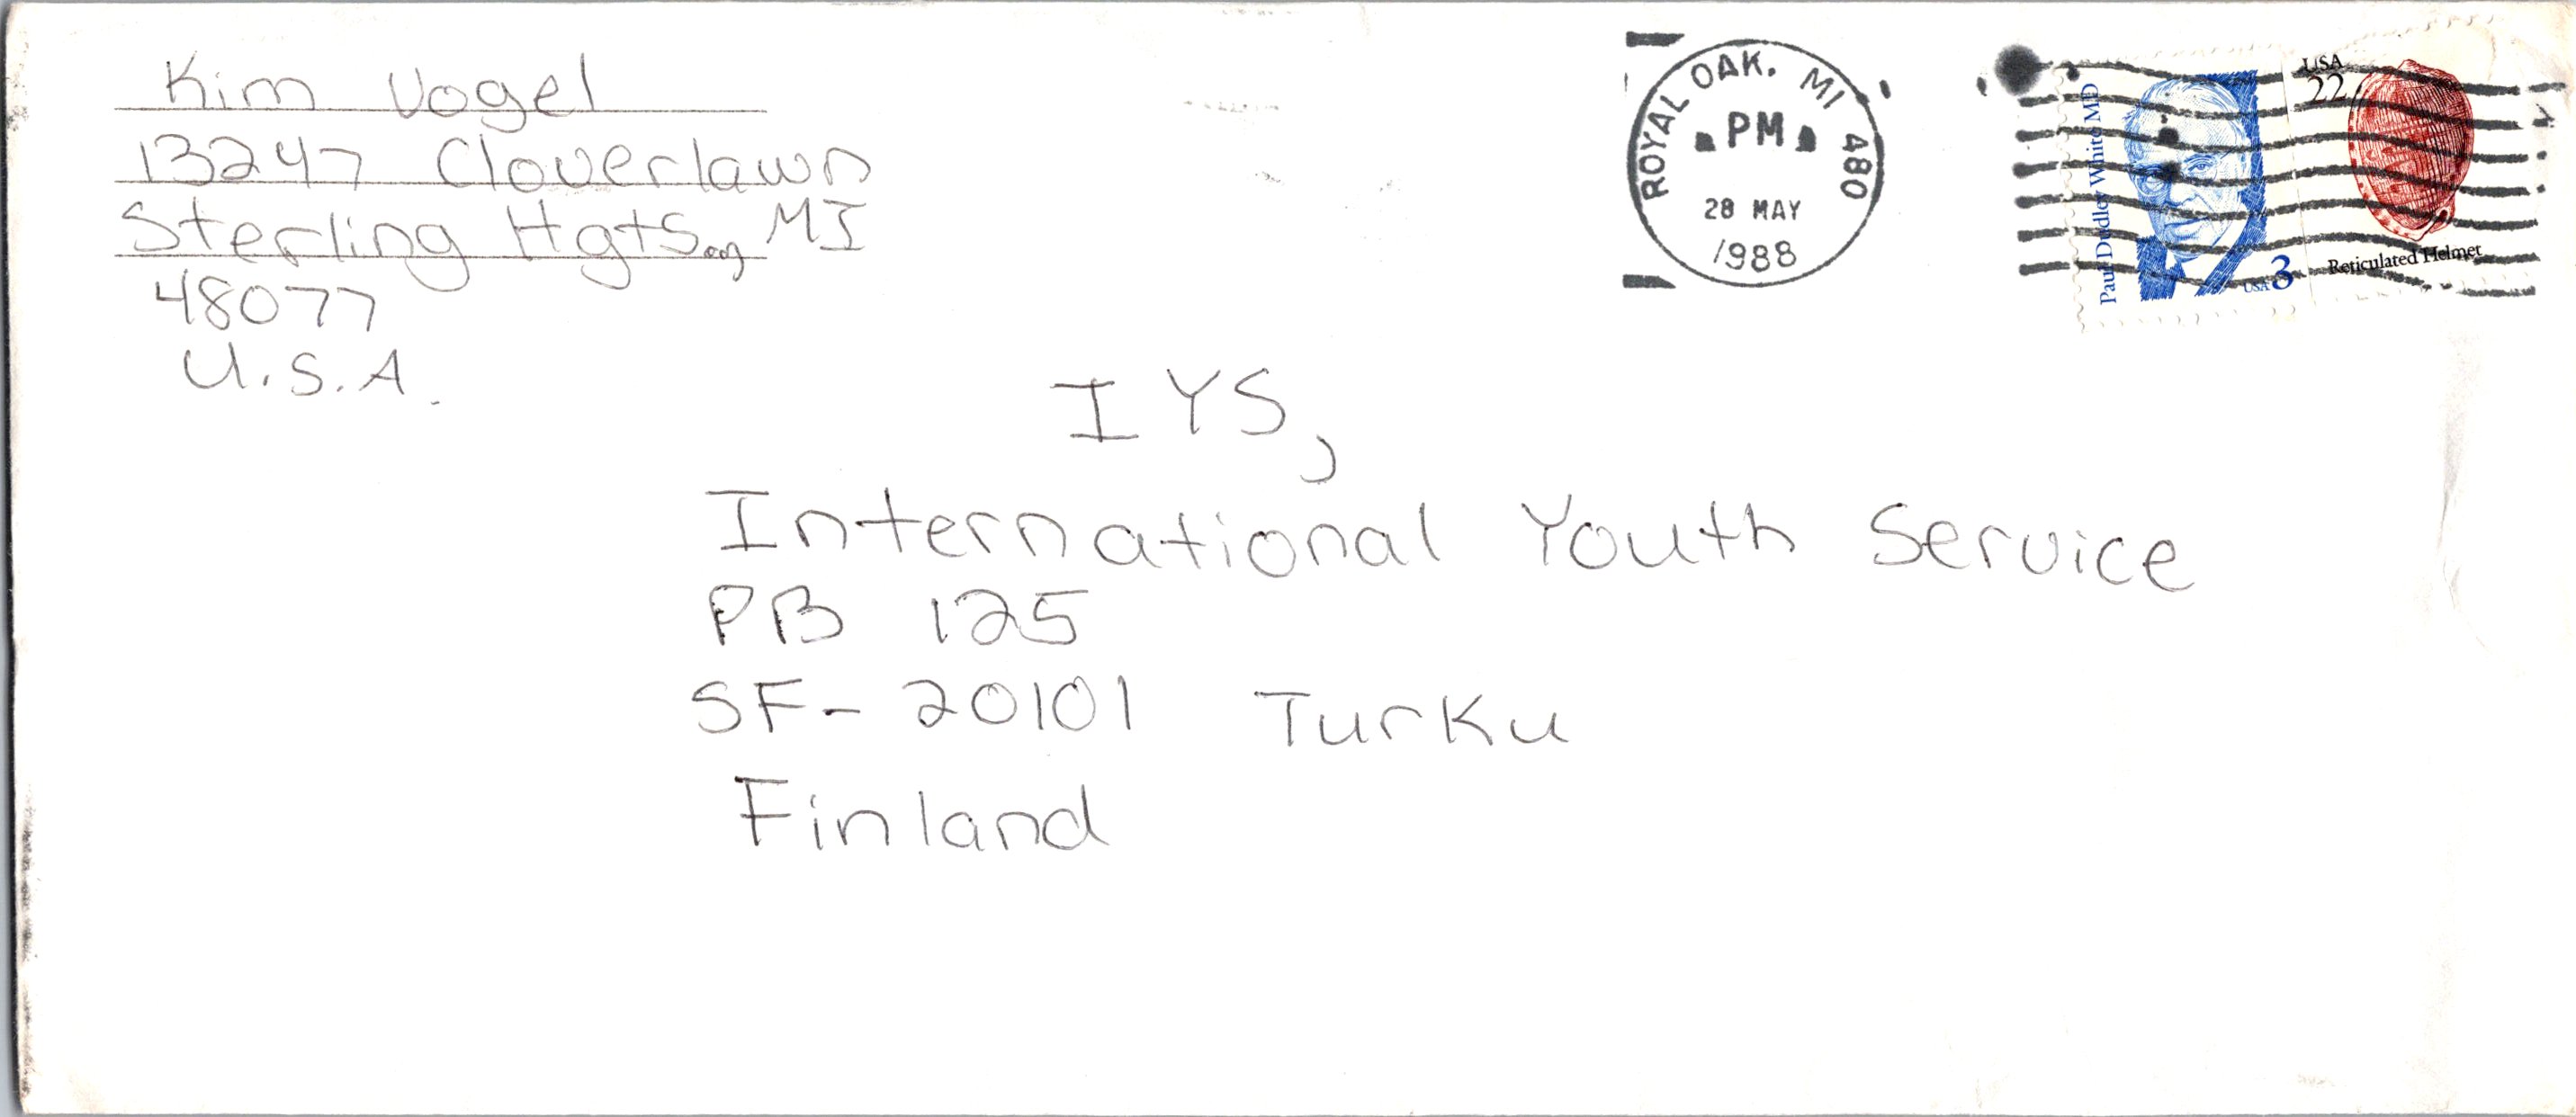 Kim Vogel
13247 Cloverlawn
Sterling Hgts., MI
48077
U.S.A.
ROYAL OAK, MI 480
PM
28 MAY
1988
Paul Dudley White MD
USA 3
USA
22
Reticulated Helmet
IYS,
International Youth Service
PB 125
SF- 20101 Turku
Finland